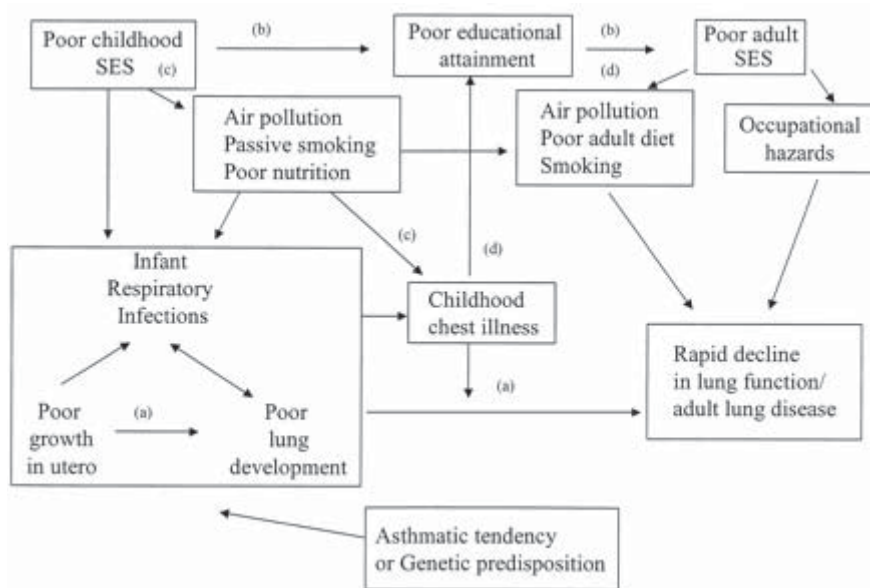 Poor childhood
SES
(c)
(b)
Poor educational
attainment
(b)
(d)
Poor adult
SES
Air pollution
Passive smoking
Poor nutrition
Air pollution
Poor adult diet
Smoking
Occupational
hazards
(c)
(d)
Infant
Respiratory
Infections
Childhood
chest illness
(a)
Rapid decline
in lung function/
adult lung disease
Poor
growth
in utero
(a)
Poor
lung
development
Asthmatic tendency
or Genetic predisposition